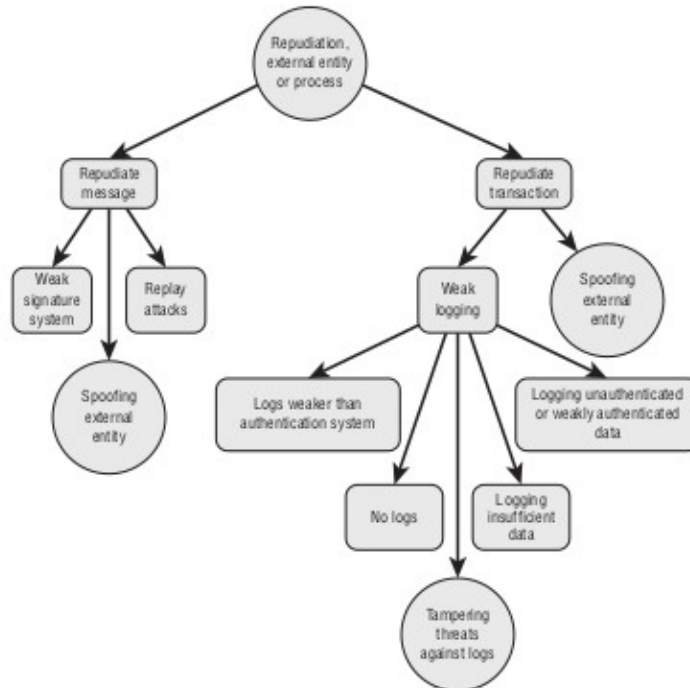 Repudiation,
external entity
or process
Repudiate
message
Repudiate
transaction
Weak
signature
system
Replay
attacks
Weak
logging
Spoofing
external
entity
Spoofing
external
entity
Logs weaker than
authentication system
Logging unauthenticated
or weakly authenticated
data
No logs
Logging
insufficient
data
Tampering
threats
against logs